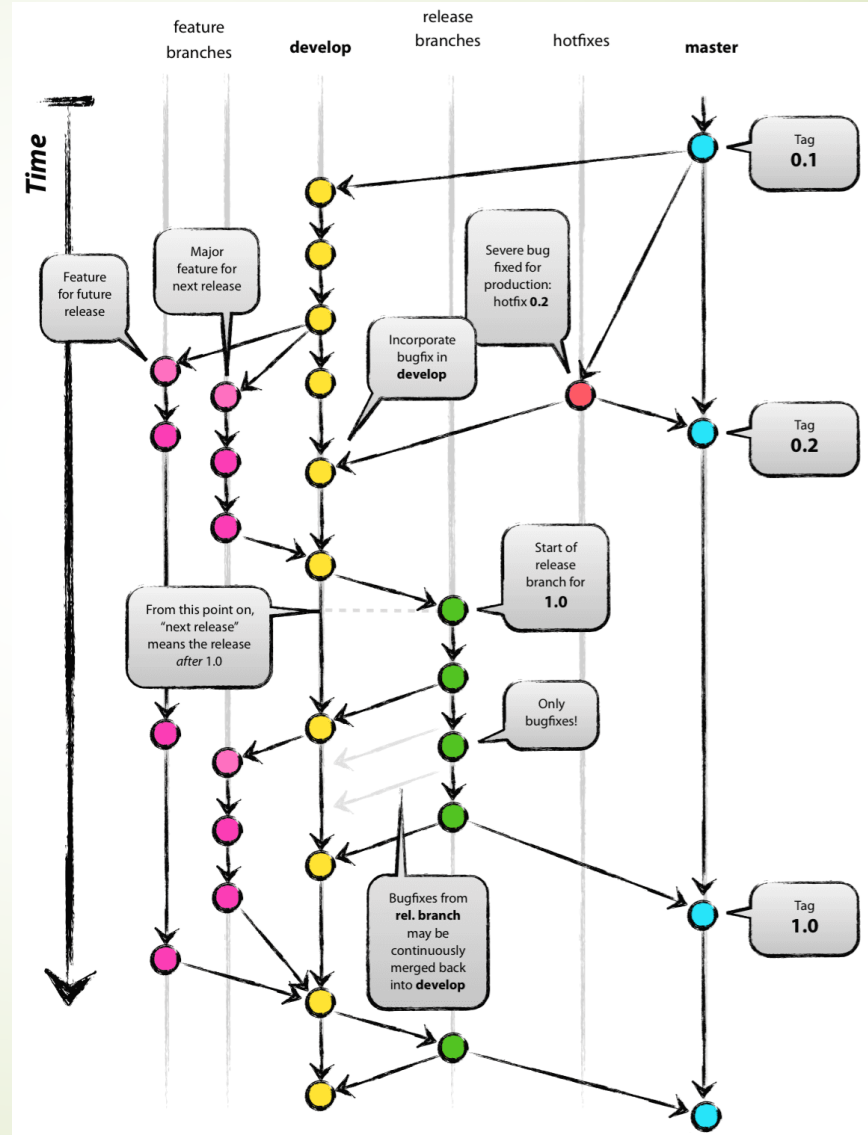 feature
branches
develop
release
branches
hotfixes
master
Time
Tag
0.1
Major
feature for
next release
Feature
for future
release
Severe bug
fixed for
production:
hotfix 0.2
Incorporate
bugfix in
develop
Tag
0.2
Start of
release
branch for
1.0
From this point on,
“next release”
means the release
after 1.0
Only
bugfixes!
Bugfixes from
rel. branch
may be
continuously
merged back
into develop
Tag
1.0